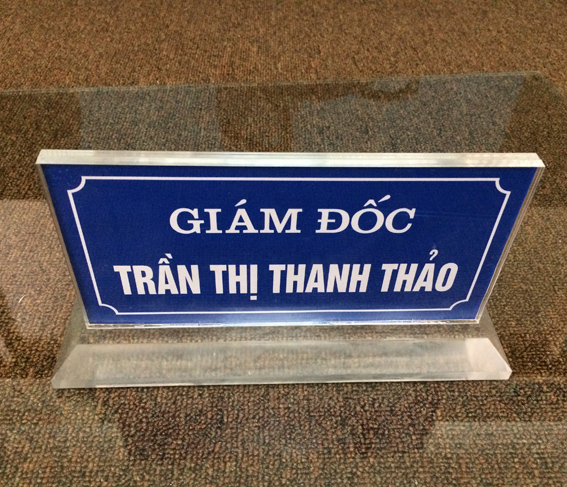 GIÁM ĐỐC
TRẦN THỊ THANH THẢO